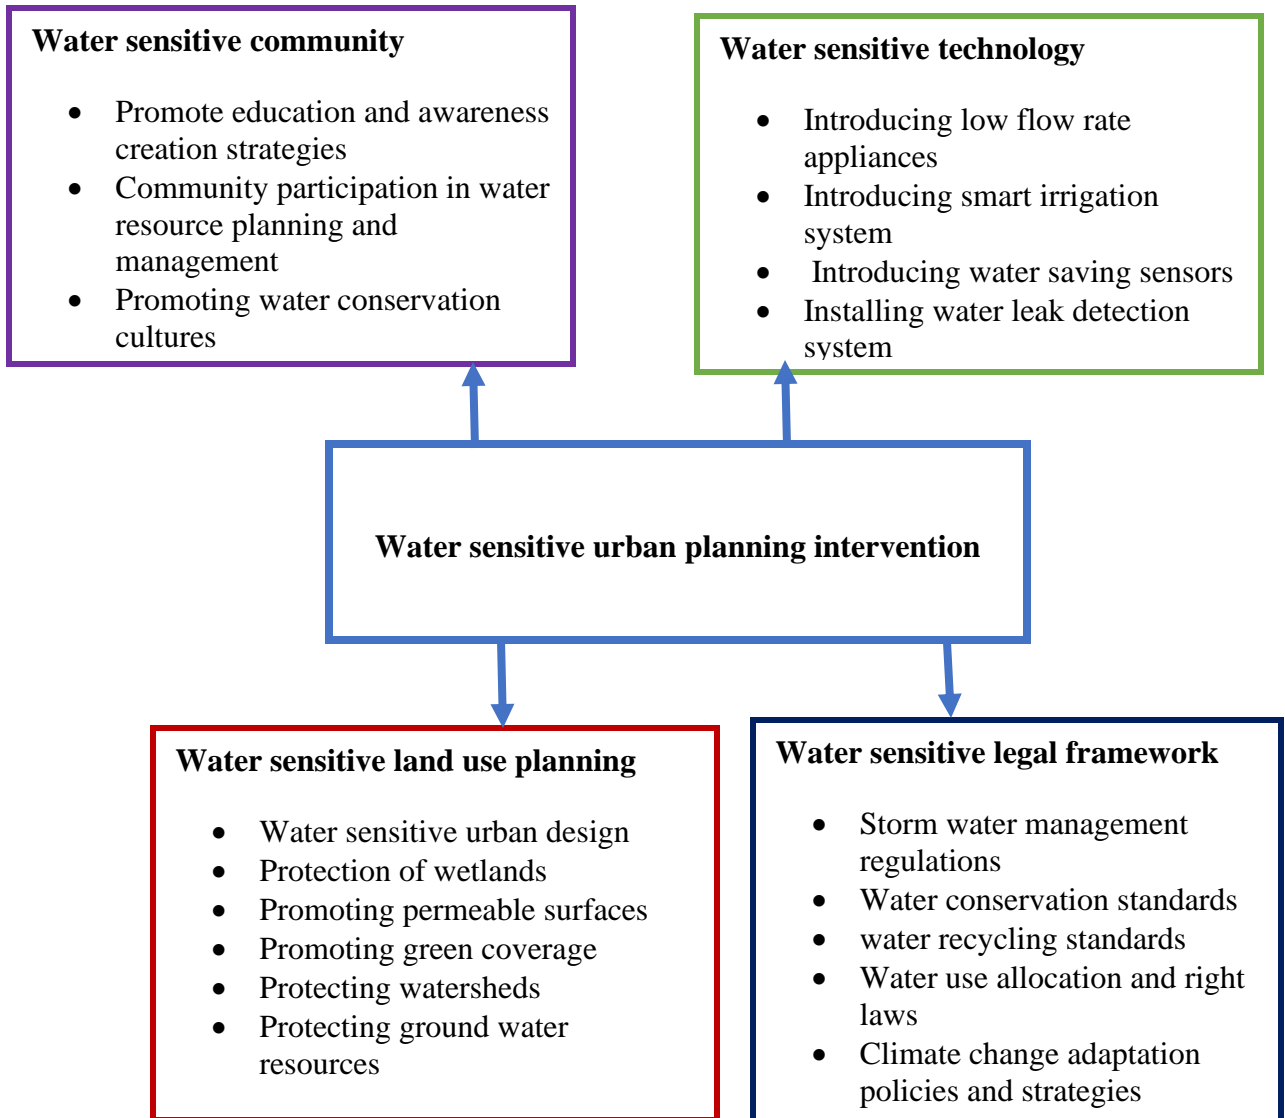 Water sensitive community
• Promote education and awareness
creation strategies
• Community participation in water
resource planning and
management
• Promoting water conservation
cultures
Water sensitive technology
• Introducing low flow rate
appliances
• Introducing smart irrigation
system
• Introducing water saving sensors
• Installing water leak detection
system
Water sensitive urban planning intervention
Water sensitive land use planning
• Water sensitive urban design
• Protection of wetlands
• Promoting permeable surfaces
• Promoting green coverage
• Protecting watersheds
• Protecting ground water
resources
Water sensitive legal framework
• Storm water management
regulations
• Water conservation standards
• water recycling standards
• Water use allocation and right
laws
• Climate change adaptation
policies and strategies